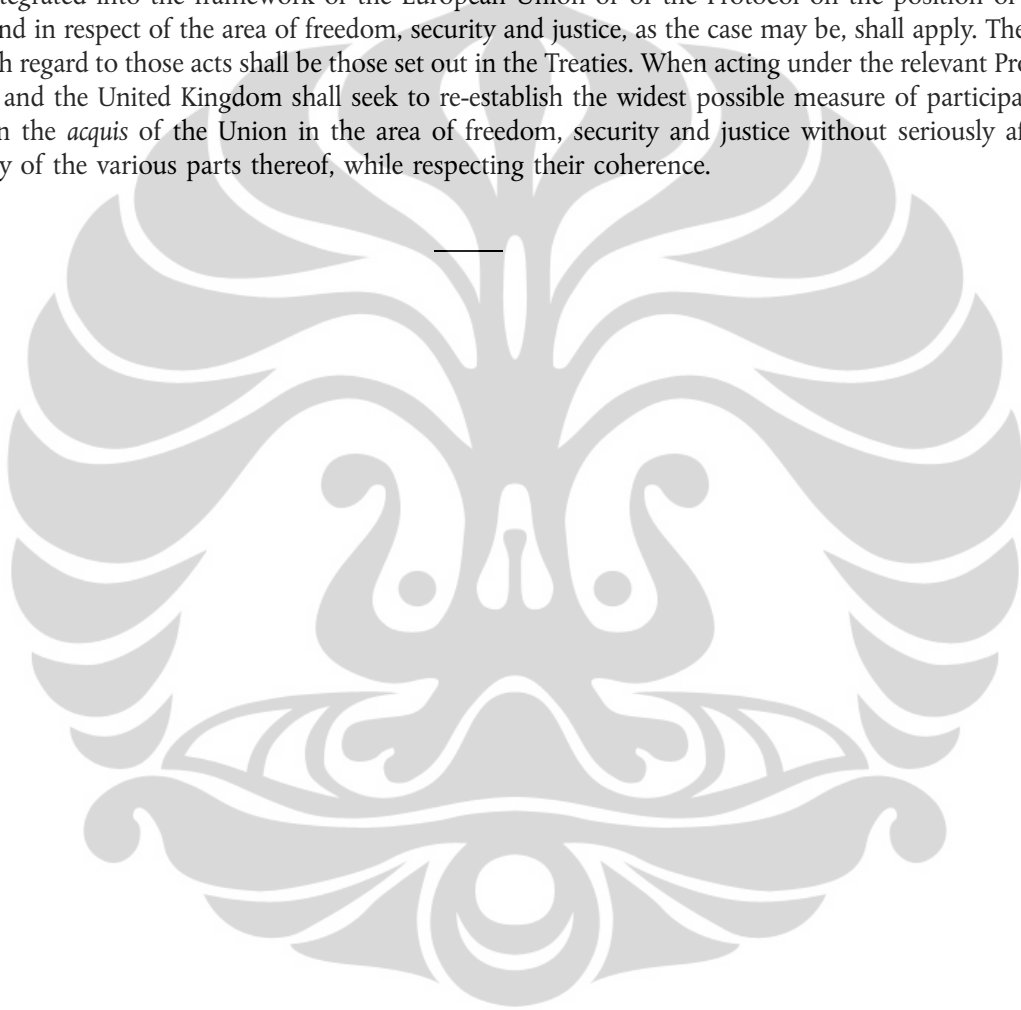 tegrated into the framework of the European Union or of the Protocol on the position of
nd in respect of the area of freedom, security and justice, as the case may be, shall apply. The
h regard to those acts shall be those set out in the Treaties. When acting under the relevant Pr
and the United Kingdom shall seek to re-establish the widest possible measure of participa
n the acquis of the Union in the area of freedom, security and justice without seriously af
y of the various parts thereof, while respecting their coherence.